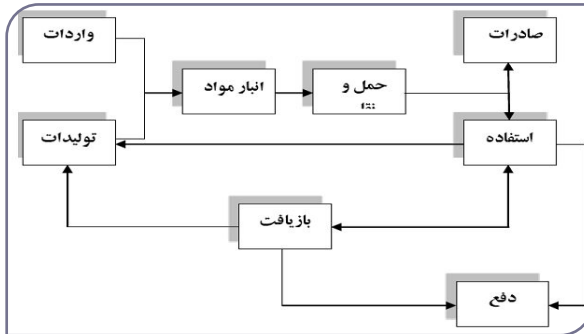 صادرات
واردات
حمل و
انبار مواد
استفاده
تولیدات
بازیافت
دفع